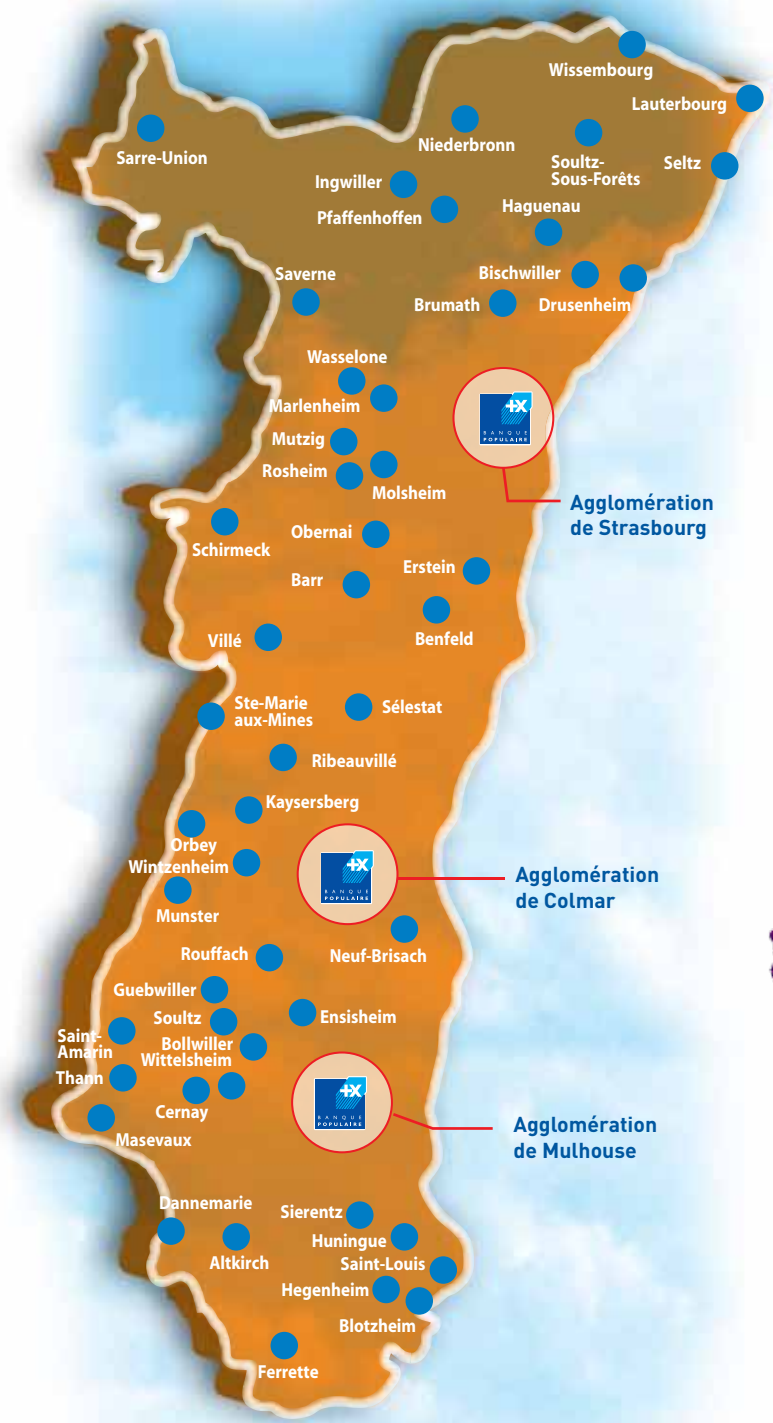 Wissembourg
Lauterbourg
Niederbronn
Sarre-Union
Soultz-
Sous-Forêts
Seltz
Ingwiller
Pfaffenhoffen
Haguenau
Saverne
Bischwiller
Brumath
Drusenheim
Wasselone
Marlenheim
+X
BANQUE
POPULAIRE
Mutzig
Rosheim
Molsheim
Agglomération
de Strasbourg
Schirmeck
Obernai
Erstein
Barr
Benfeld
Villé
Ste-Marie
aux-Mines
Sélestat
Ribeauvillé
Kaysersberg
Orbey
Wintzenheim
+X
BANQUE
POPULAIRE
Agglomération
de Colmar
Munster
Rouffach
Neuf-Brisach
Guebwiller
Soultz
Ensisheim
Saint-
Amarin
Bollwiller
Wittelsheim
Thann
Cernay
+X
BANQUE
POPULAIRE
Agglomération
de Mulhouse
Masevaux
Dannemarie
Sierentz
Huningue
Altkirch
Saint-Louis
Hegenheim
Blotzheim
Ferrette